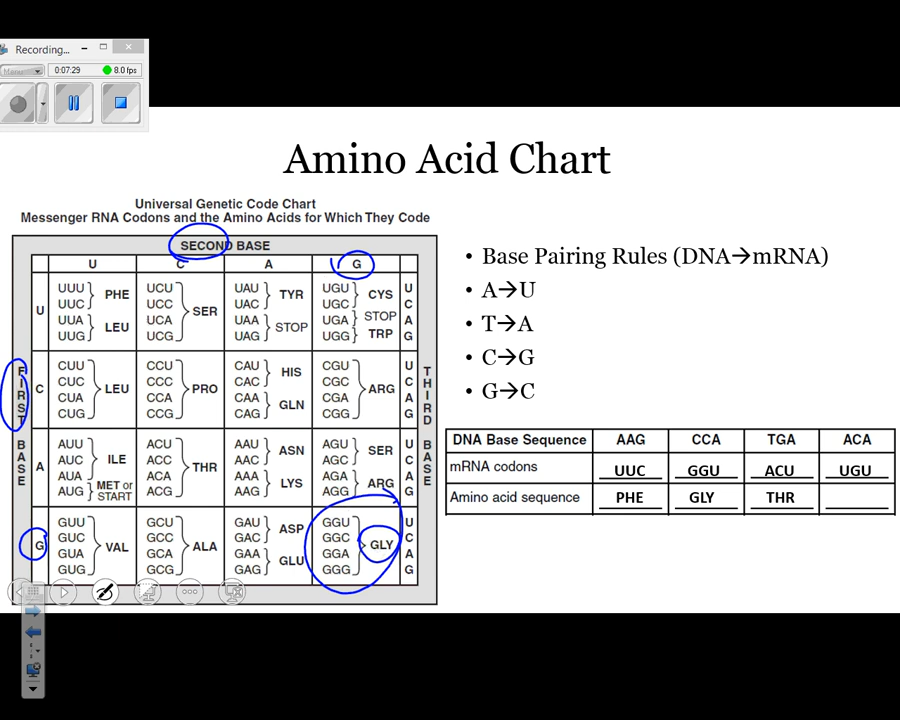 Recording...
0:07:29 8.0 fps
Amino Acid Chart
Universal Genetic Code Chart
Messenger RNA Codons and the Amino Acids for Which They Code
SECOND BASE
U C A G
FIRST BASE
THIRD BASE
U
UUU UUC PHE
UUA UUG LEU
UCU UCC UCA UCG SER
UAU UAC TYR
UAA UAG STOP
UGU UGC CYS
UGA STOP
UGG TRP
U C A G
C
CUU CUC CUA CUG LEU
CCU CCC CCA CCG PRO
CAU CAC HIS
CAA CAG GLN
CGU CGC CGA CGG ARG
U C A G
A
AUU AUC AUA ILE
AUG MET or START
ACU ACC ACA ACG THR
AAU AAC ASN
AAA AAG LYS
AGU AGC SER
AGA AGG ARG
U C A G
G
GUU GUC GUA GUG VAL
GCU GCC GCA GCG ALA
GAU GAC ASP
GAA GAG GLU
GGU GGC GGA GGG GLY
U C A G
• Base Pairing Rules (DNA→mRNA)
• A→U
• T→A
• C→G
• G→C
DNA Base Sequence AAG CCA TGA ACA
mRNA codons UUC GGU ACU UGU
Amino acid sequence PHE GLY THR